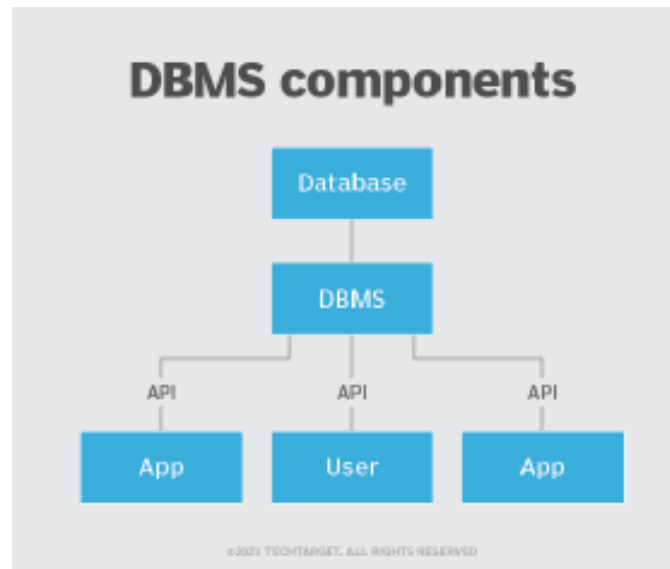 DBMS components
Database
DBMS
API API API
App User App
©2021 TECHTARGET. ALL RIGHTS RESERVED